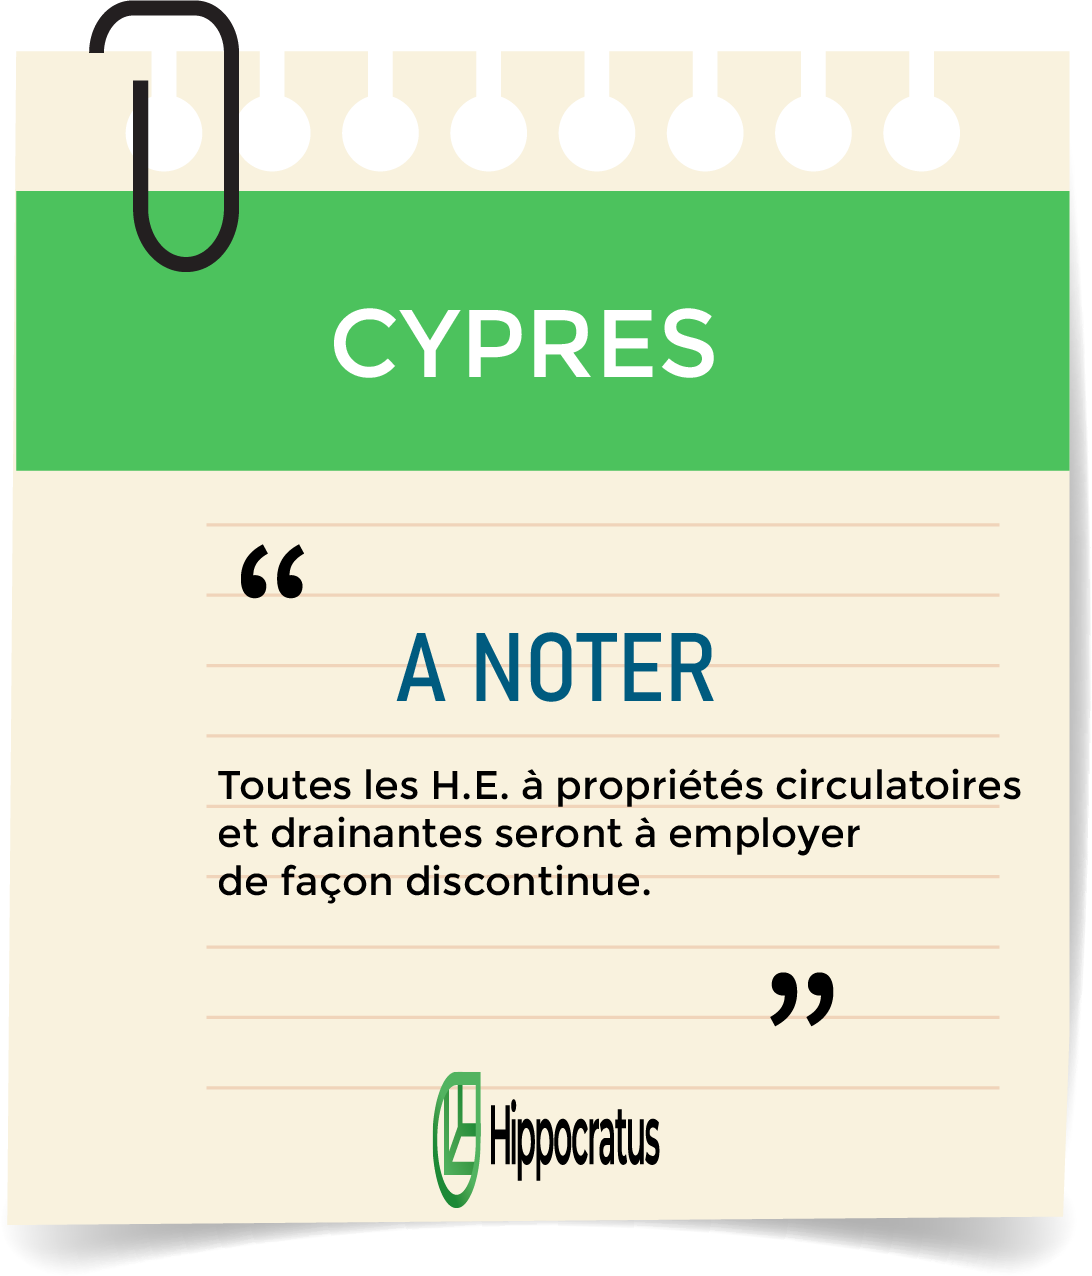 CYPRES
“
A NOTER
Toutes les H.E. à propriétés circulatoires
et drainantes seront à employer
de façon discontinue.
”
Hippocratus